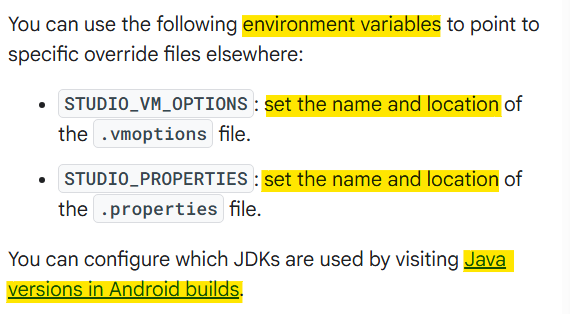 You can use the following environment variables to point to
specific override files elsewhere:
• STUDIO_VM_OPTIONS: set the name and location of
the .vmoptions file.
• STUDIO_PROPERTIES: set the name and location of
the .properties file.
You can configure which JDKs are used by visiting Java
versions in Android builds.